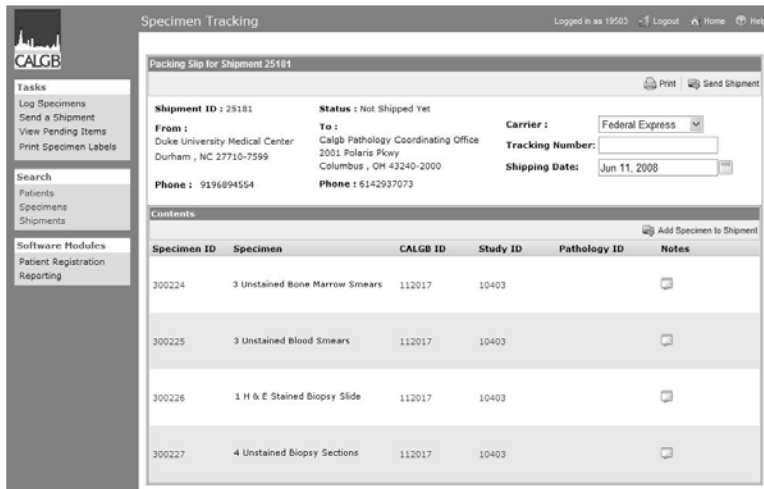 Specimen Tracking
Logged in as 19503 Logout Home Help
CALGB
Tasks
Log Specimens
Send a Shipment
View Pending Items
Print Specimen Labels
Search
Patients
Specimens
Shipments
Software Modules
Patient Registration
Reporting
Packing Slip for Shipment 25181
Print Send Shipment
Shipment ID : 25181 Status : Not Shipped Yet
From : To :
Duke University Medical Center Calgb Pathology Coordinating Office
Durham , NC 27710-7599 2001 Polaris Pkwy
Columbus , OH 43240-2000
Phone : 9196894554 Phone : 6142937073
Carrier : Federal Express
Tracking Number:
Shipping Date: Jun 11, 2008
Contents
Add Specimen to Shipment
Specimen ID Specimen CALGB ID Study ID Pathology ID Notes
300224 3 Unstained Bone Marrow Smears 112017 10403
300225 3 Unstained Blood Smears 112017 10403
300226 1 H & E Stained Biopsy Slide 112017 10403
300227 4 Unstained Biopsy Sections 112017 10403